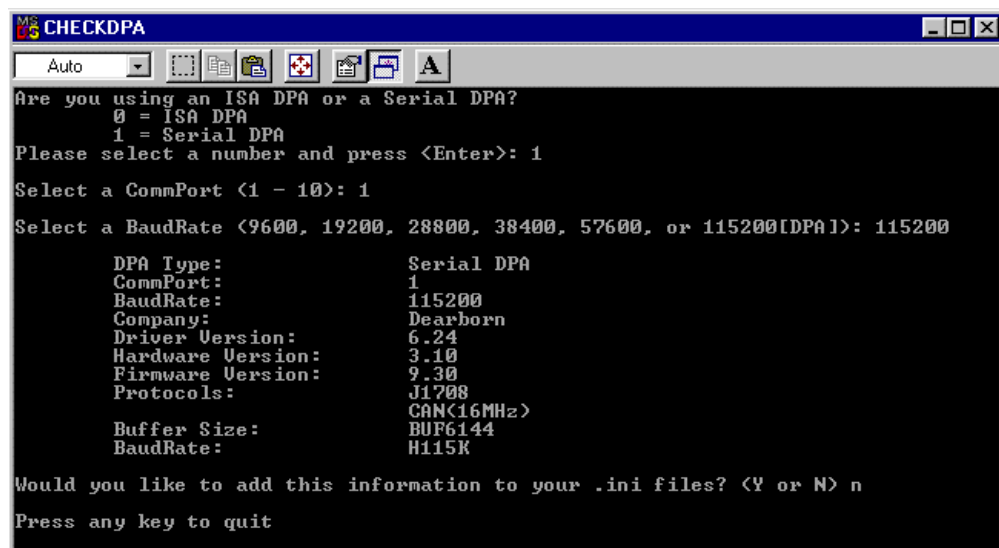 MS DOS CHECKDPA
Auto A
Are you using an ISA DPA or a Serial DPA?
0 = ISA DPA
1 = Serial DPA
Please select a number and press <Enter>: 1
Select a CommPort (1 - 10): 1
Select a BaudRate (9600, 19200, 28800, 38400, 57600, or 115200[DPA]): 115200
DPA Type: Serial DPA
CommPort: 1
BaudRate: 115200
Company: Dearborn
Driver Version: 6.24
Hardware Version: 3.10
Firmware Version: 9.30
Protocols: J1708
CAN(16MHz)
Buffer Size: BUF6144
BaudRate: H115K
Would you like to add this information to your .ini files? (Y or N) n
Press any key to quit